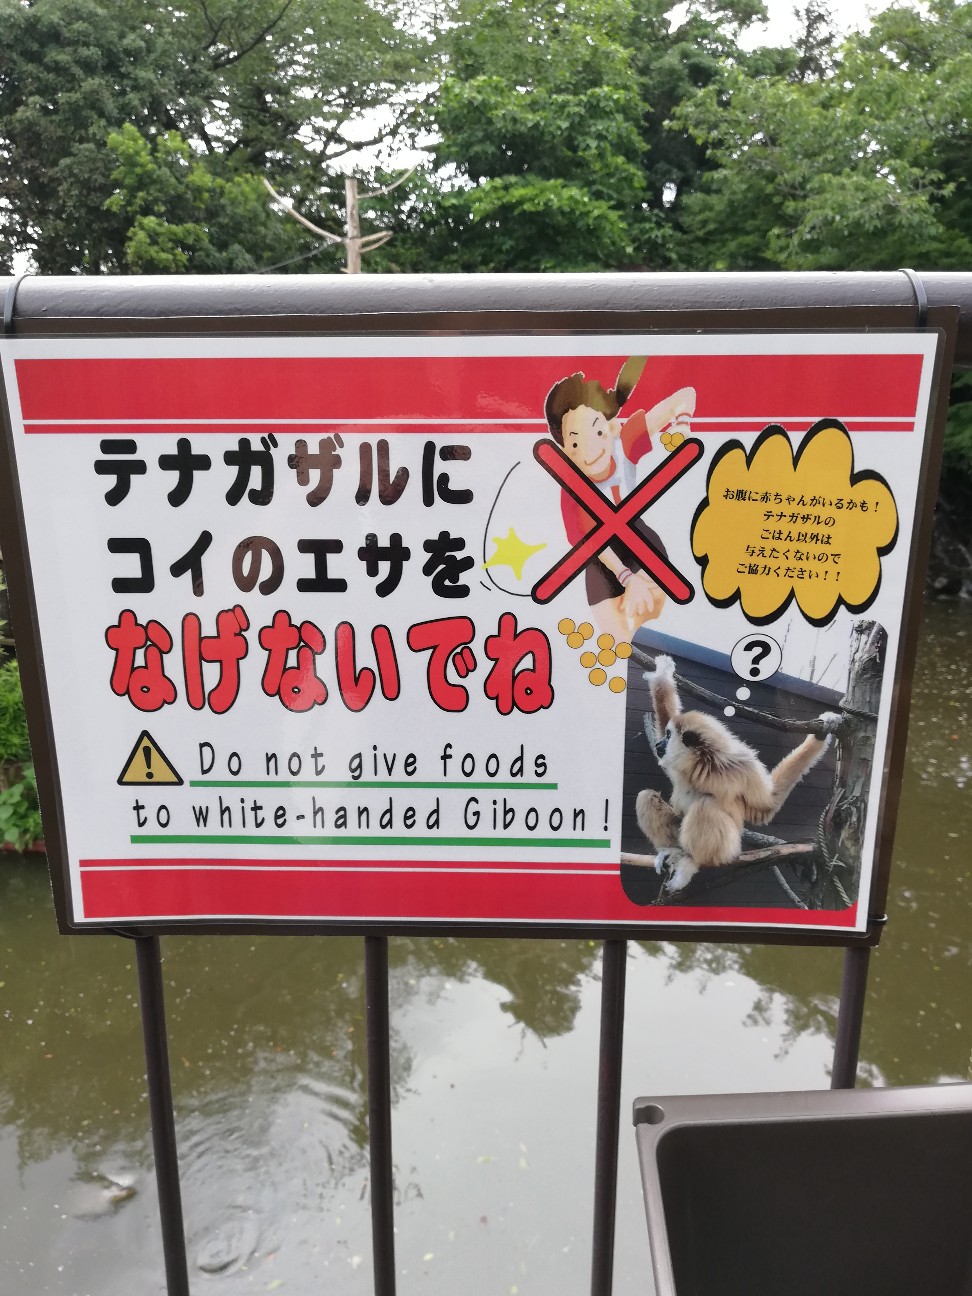 テナガザルに
コイのエサを
なげないでね
Do not give foods
to white-handed Giboon!
お腹に赤ちゃんがいるかも！
テナガザルの
ごはん以外は
与えたくないので
ご協力ください！！
?